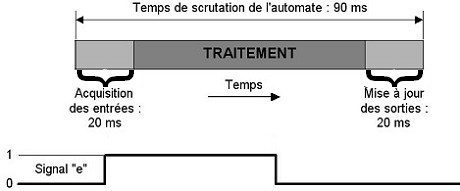 Temps de scrutation de l'automate : 90 ms
TRAITEMENT
Acquisition
des entrées :
20 ms
Temps
Mise à jour
des sorties :
20 ms
1
Signal "e"
0